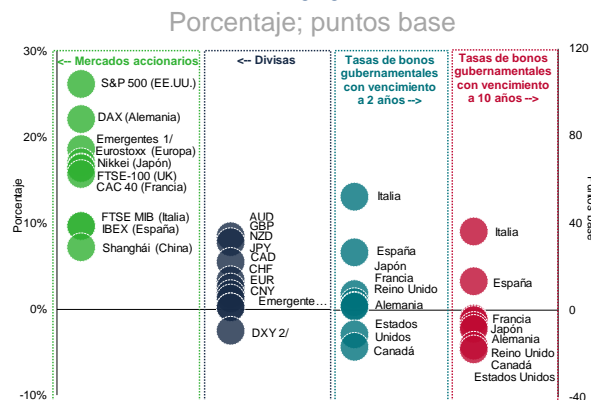 Porcentaje; puntos base
30%
20%
10%
0%
-10%
Porcentaje
<-- Mercados accionarios
S&P 500 (EE.UU.)
DAX (Alemania)
Emergentes 1/
Eurostoxx (Europa)
Nikkei (Japón)
FTSE-100 (UK)
CAC 40 (Francia)
FTSE MIB (Italia)
IBEX (España)
Shanghái (China)
<-- Divisas
AUD
GBP
NZD
JPY
CAD
CHF
EUR
CNY
Emergente…
DXY 2/
Tasas de bonos
gubernamentales
con vencimiento
a 2 años -->
Italia
España
Japón
Francia
Reino Unido
Alemania
Estados
Unidos
Canadá
Tasas de bonos
gubernamentales
con vencimiento
a 10 años -->
Italia
España
Francia
Japón
Alemania
Reino Unido
Canadá
Estados Unidos
120
80
40
0
-40